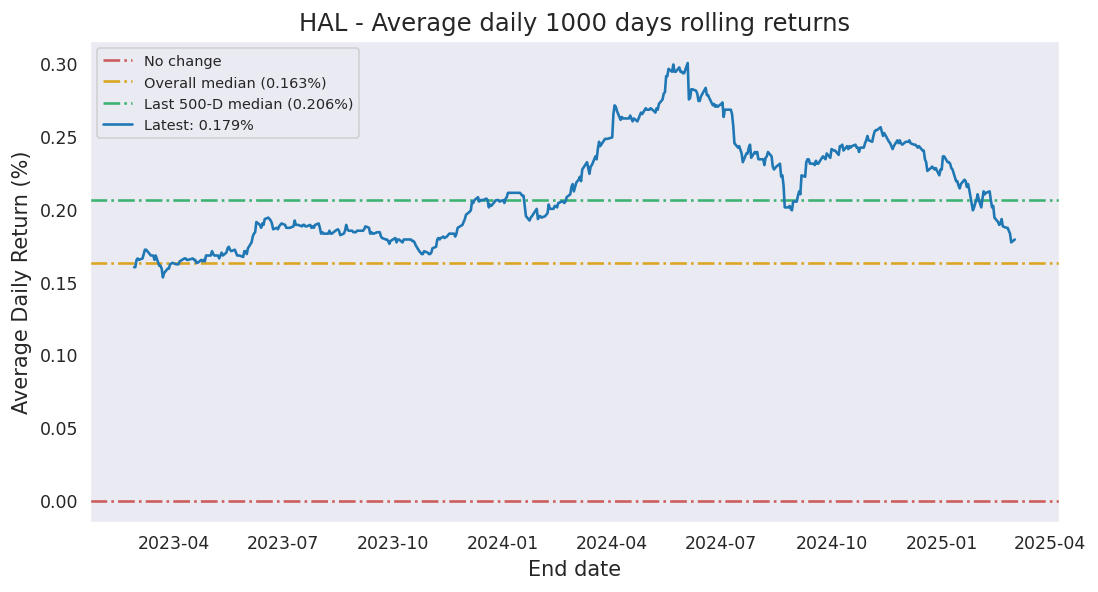 HAL - Average daily 1000 days rolling returns
No change
Overall median (0.163%)
Last 500-D median (0.206%)
Latest: 0.179%
Average Daily Return (%)
0.30
0.25
0.20
0.15
0.10
0.05
0.00
2023-04 2023-07 2023-10 2024-01 2024-04 2024-07 2024-10 2025-01 2025-04
End date